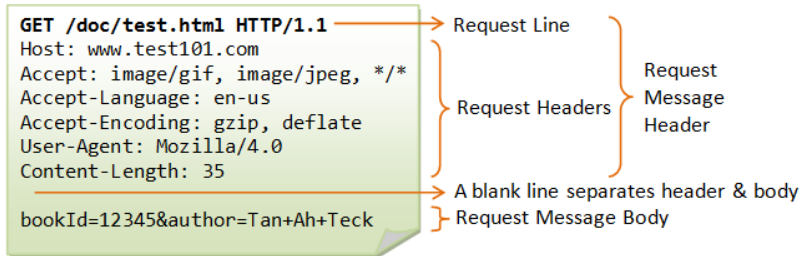 GET /doc/test.html HTTP/1.1
Request Line
Host: www.test101.com
Accept: image/gif, image/jpeg, */*
Accept-Language: en-us
Accept-Encoding: gzip, deflate
User-Agent: Mozilla/4.0
Content-Length: 35
Request Headers
Request
Message
Header
A blank line separates header & body
bookId=12345&author=Tan+Ah+Teck
Request Message Body